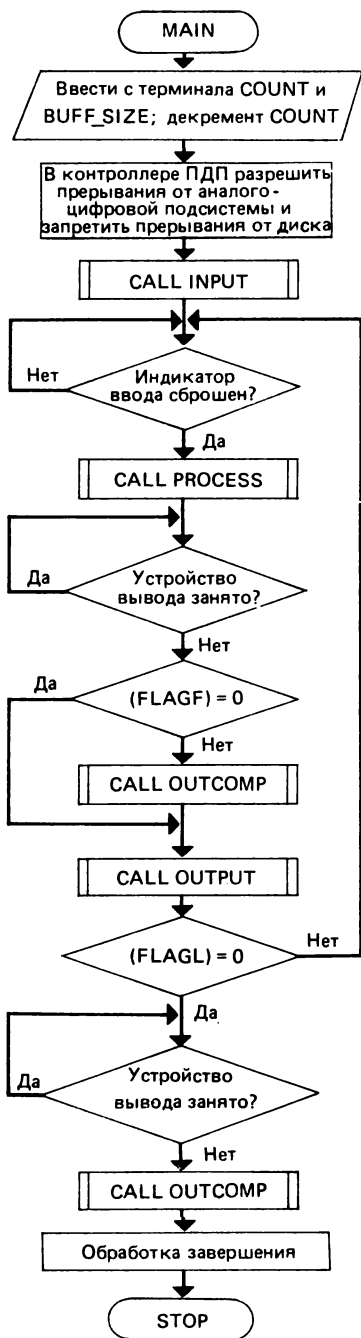 MAIN
Ввести с терминала COUNT и
BUFF_SIZE; декремент COUNT
В контроллере ПДП разрешить
прерывания от аналого-
цифровой подсистемы и
запретить прерывания от диска
CALL INPUT
Нет
Индикатор
ввода сброшен?
Да
CALL PROCESS
Да
Устройство
вывода занято?
Нет
Да
(FLAGF) = 0
Нет
CALL OUTCOMP
CALL OUTPUT
(FLAGL) = 0
Нет
Да
Да
Устройство
вывода занято?
Нет
CALL OUTCOMP
Обработка завершения
STOP